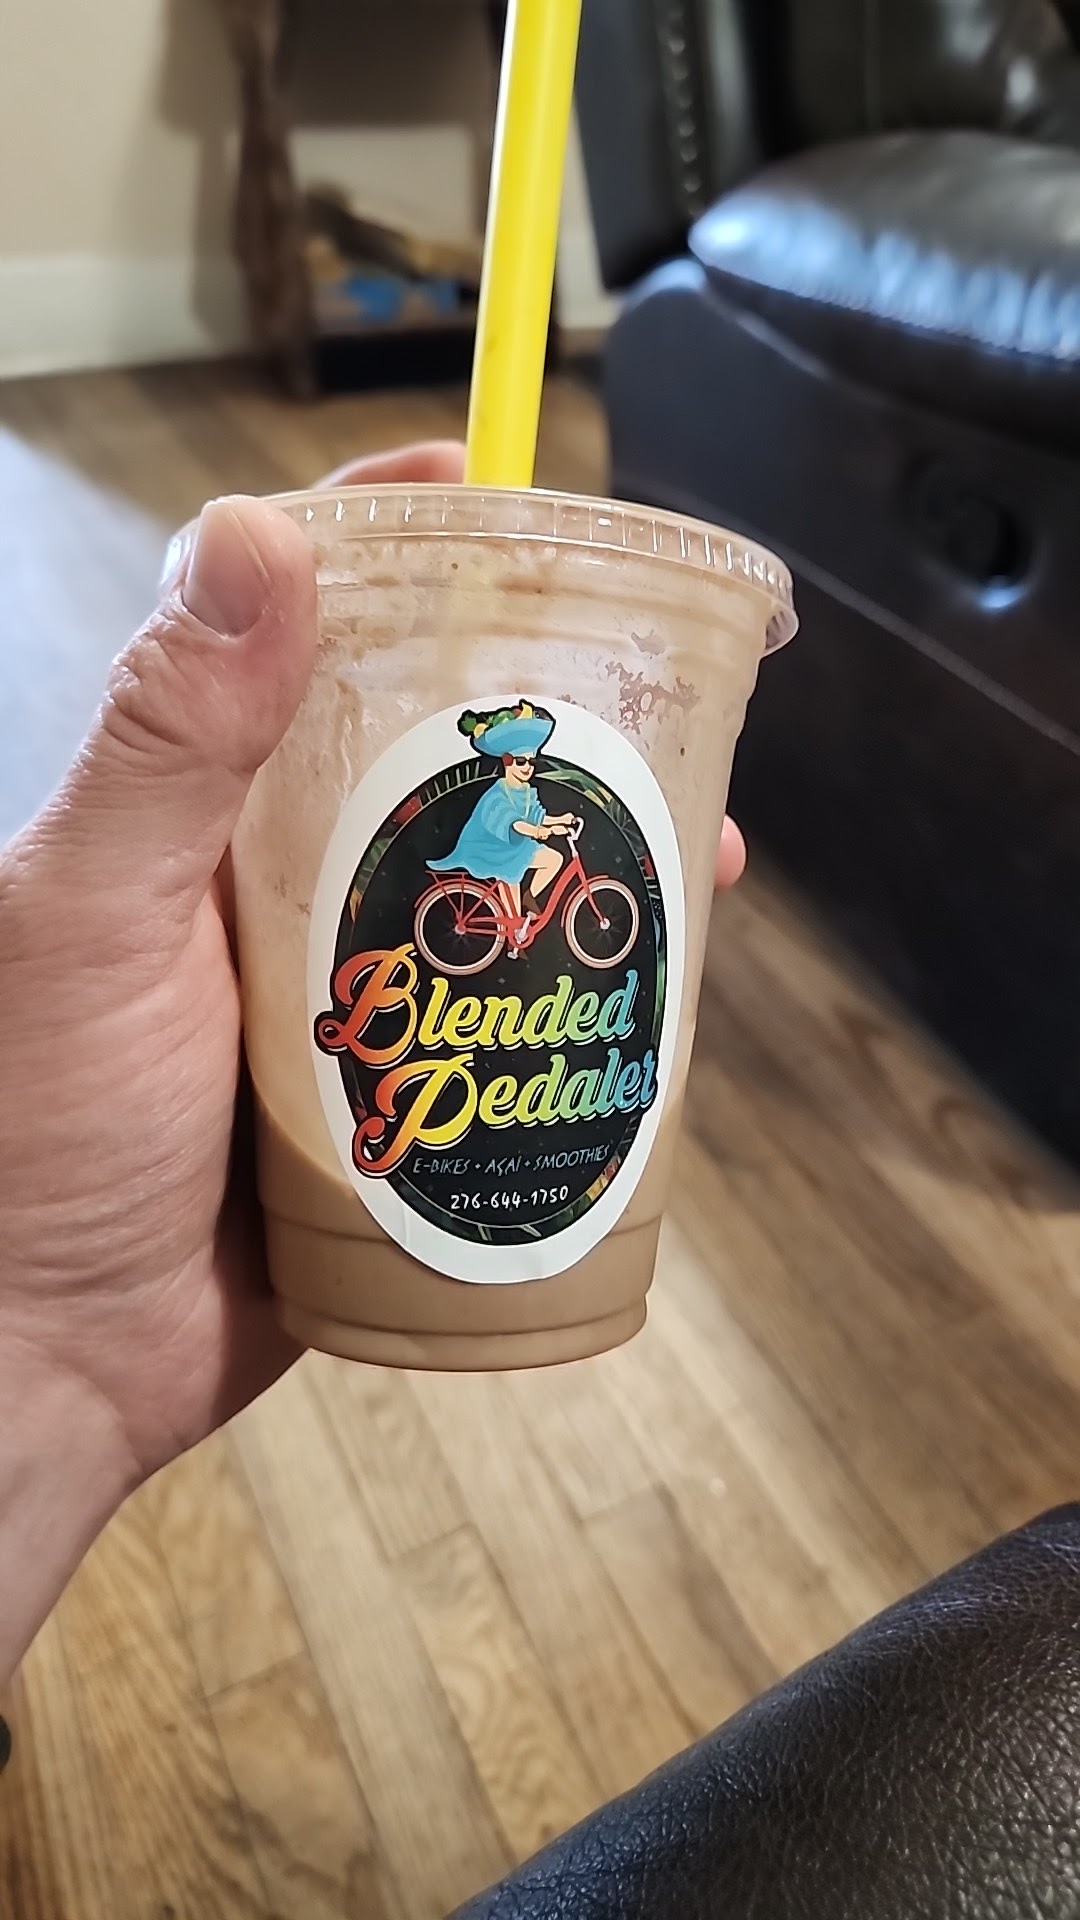 Blended
Pedaler
E-BIKES • AÇAÍ • SMOOTHIES
276-644-1750